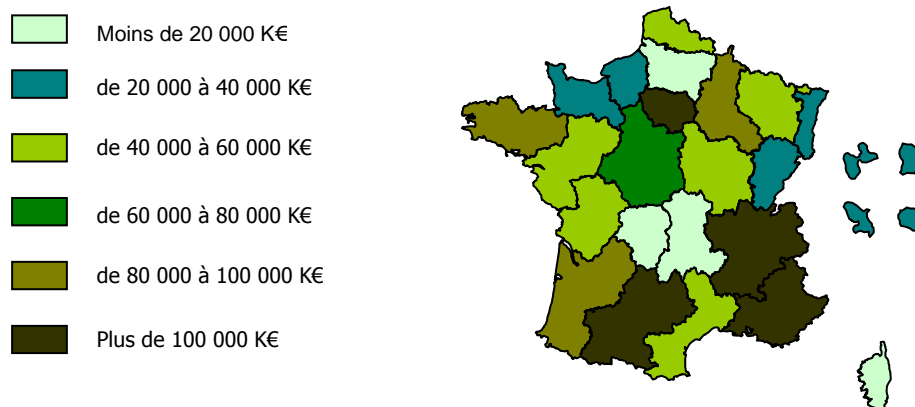 Moins de 20 000 K€
de 20 000 à 40 000 K€
de 40 000 à 60 000 K€
de 60 000 à 80 000 K€
de 80 000 à 100 000 K€
Plus de 100 000 K€